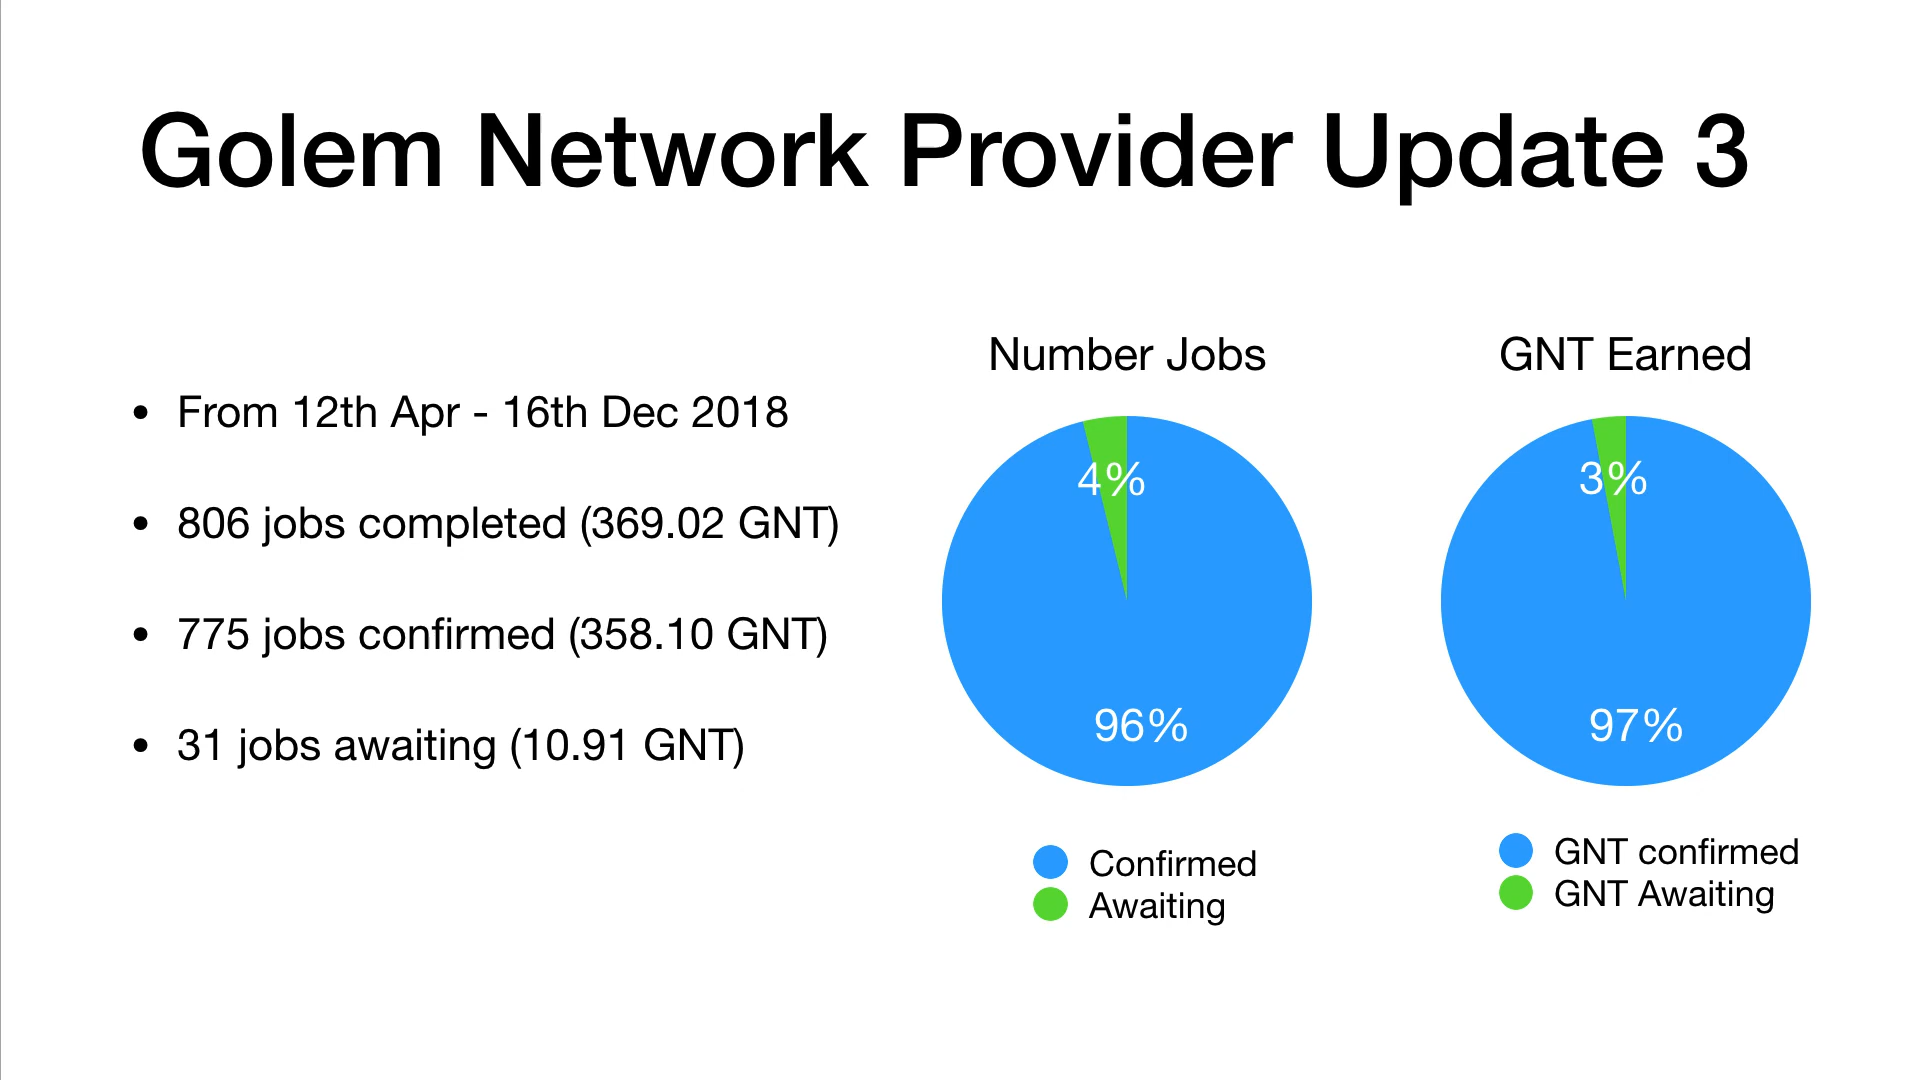 Golem Network Provider Update 3
• From 12th Apr - 16th Dec 2018
• 806 jobs completed (369.02 GNT)
• 775 jobs confirmed (358.10 GNT)
• 31 jobs awaiting (10.91 GNT)
Number Jobs
4%
96%
Confirmed
Awaiting
GNT Earned
3%
97%
GNT confirmed
GNT Awaiting